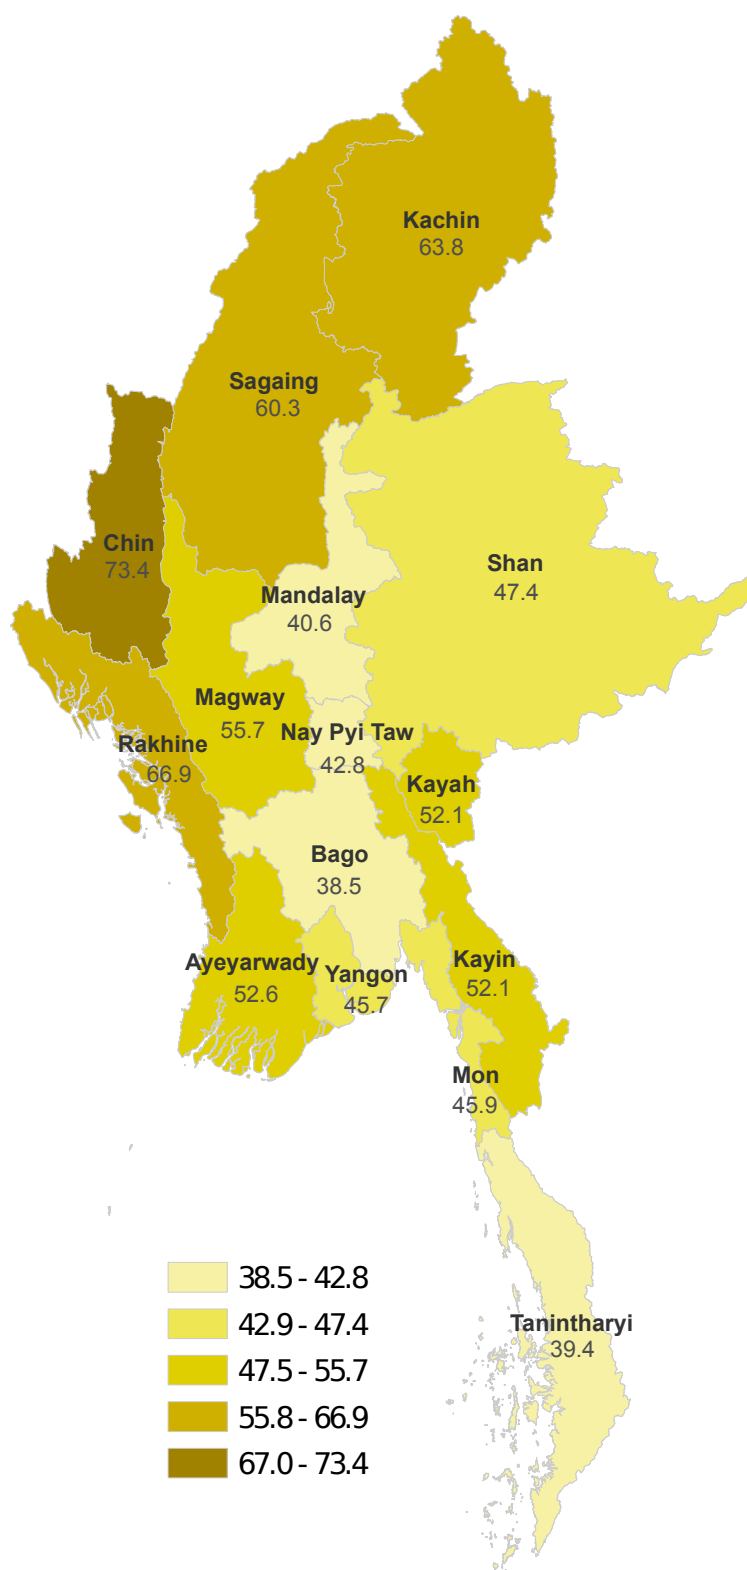 Kachin
63.8
Sagaing
60.3
Chin
73.4
Shan
47.4
Mandalay
40.6
Magway
55.7
Nay Pyi Taw
42.8
Rakhine
66.9
Kayah
52.1
Bago
38.5
Ayeyarwady
52.6
Yangon
45.7
Kayin
52.1
Mon
45.9
38.5 - 42.8
42.9 - 47.4
47.5 - 55.7
55.8 - 66.9
67.0 - 73.4
Tanintharyi
39.4